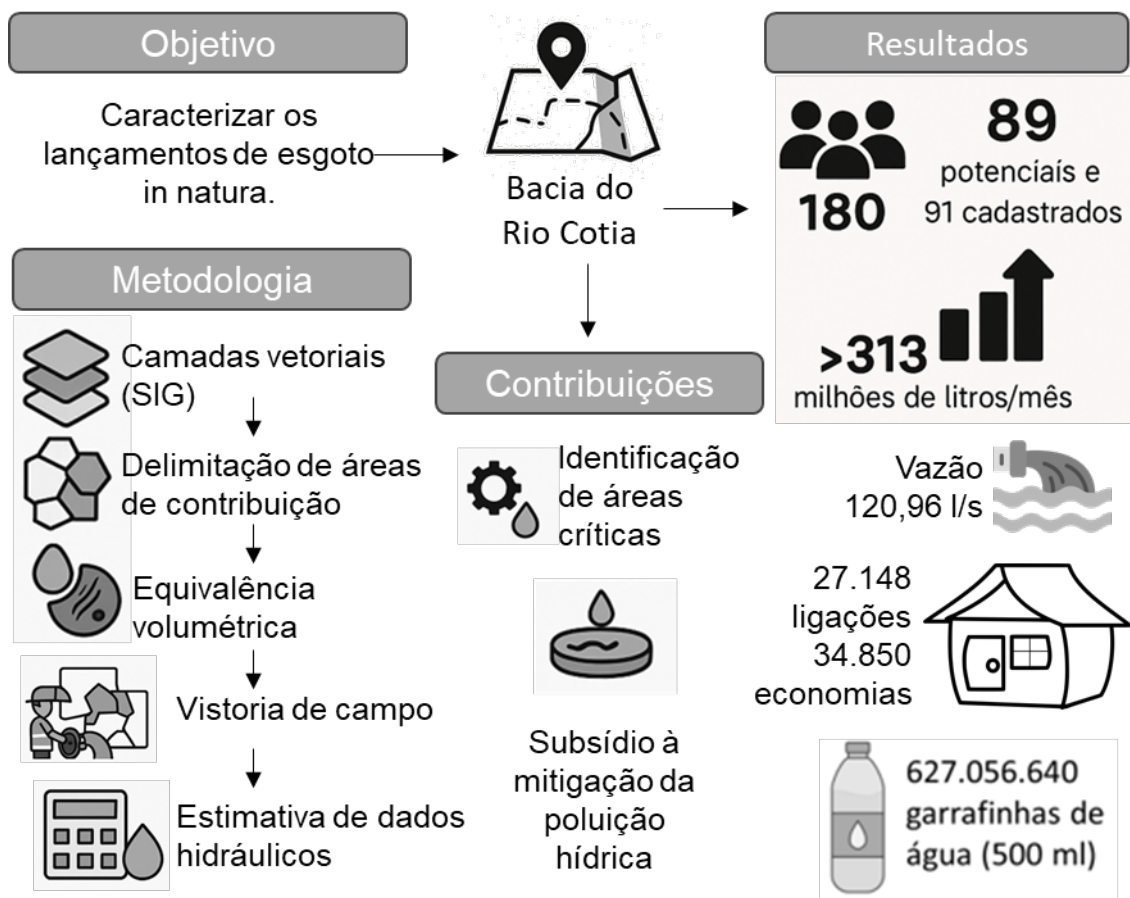 Objetivo
Caracterizar os
lançamentos de esgoto
in natura.
Metodologia
Camadas vetoriais
(SIG)
Delimitação de áreas
de contribuição
Equivalência
volumétrica
Vistoria de campo
Estimativa de dados
hidráulicos
Bacia do
Rio Cotia
Contribuições
Identificação
de áreas
críticas
Subsídio à
mitigação da
poluição
hídrica
Resultados
180
89
potenciais e
91 cadastrados
>313
milhões de litros/mês
Vazão
120,96 l/s
27.148
ligações
34.850
economias
627.056.640
garrafinhas de
água (500 ml)